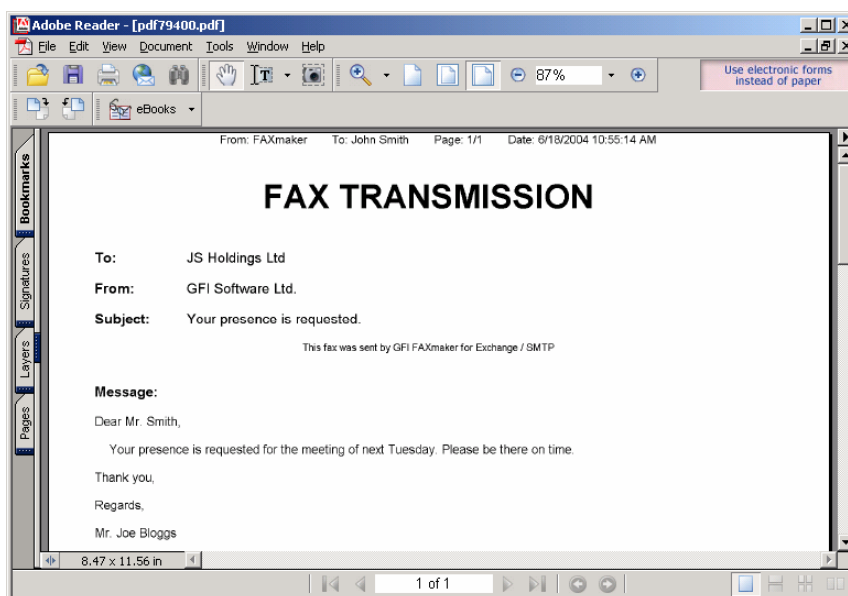 Adobe Reader - [pdf79400.pdf]
File Edit View Document Tools Window Help
87%
Use electronic forms
instead of paper
eBooks
From: FAXmaker To: John Smith Page: 1/1 Date: 6/18/2004 10:55:14 AM
FAX TRANSMISSION
To: JS Holdings Ltd
From: GFI Software Ltd.
Subject: Your presence is requested.
This fax was sent by GFI FAXmaker for Exchange / SMTP
Message:
Dear Mr. Smith,
Your presence is requested for the meeting of next Tuesday. Please be there on time.
Thank you,
Regards,
Mr. Joe Bloggs
Bookmarks
Signatures
Layers
Pages
8.47 x 11.56 in
1 of 1